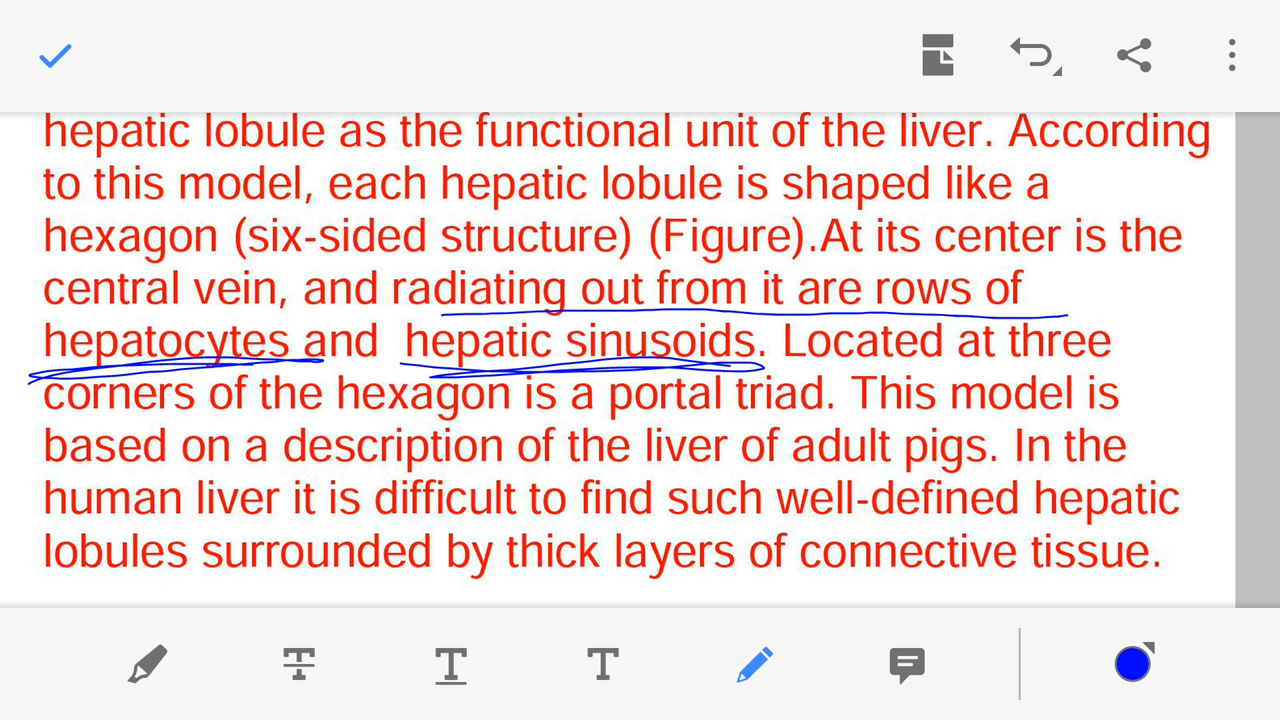 hepatic lobule as the functional unit of the liver. According
to this model, each hepatic lobule is shaped like a
hexagon (six-sided structure) (Figure).At its center is the
central vein, and radiating out from it are rows of
hepatocytes and  hepatic sinusoids. Located at three
corners of the hexagon is a portal triad. This model is
based on a description of the liver of adult pigs. In the
human liver it is difficult to find such well-defined hepatic
lobules surrounded by thick layers of connective tissue.